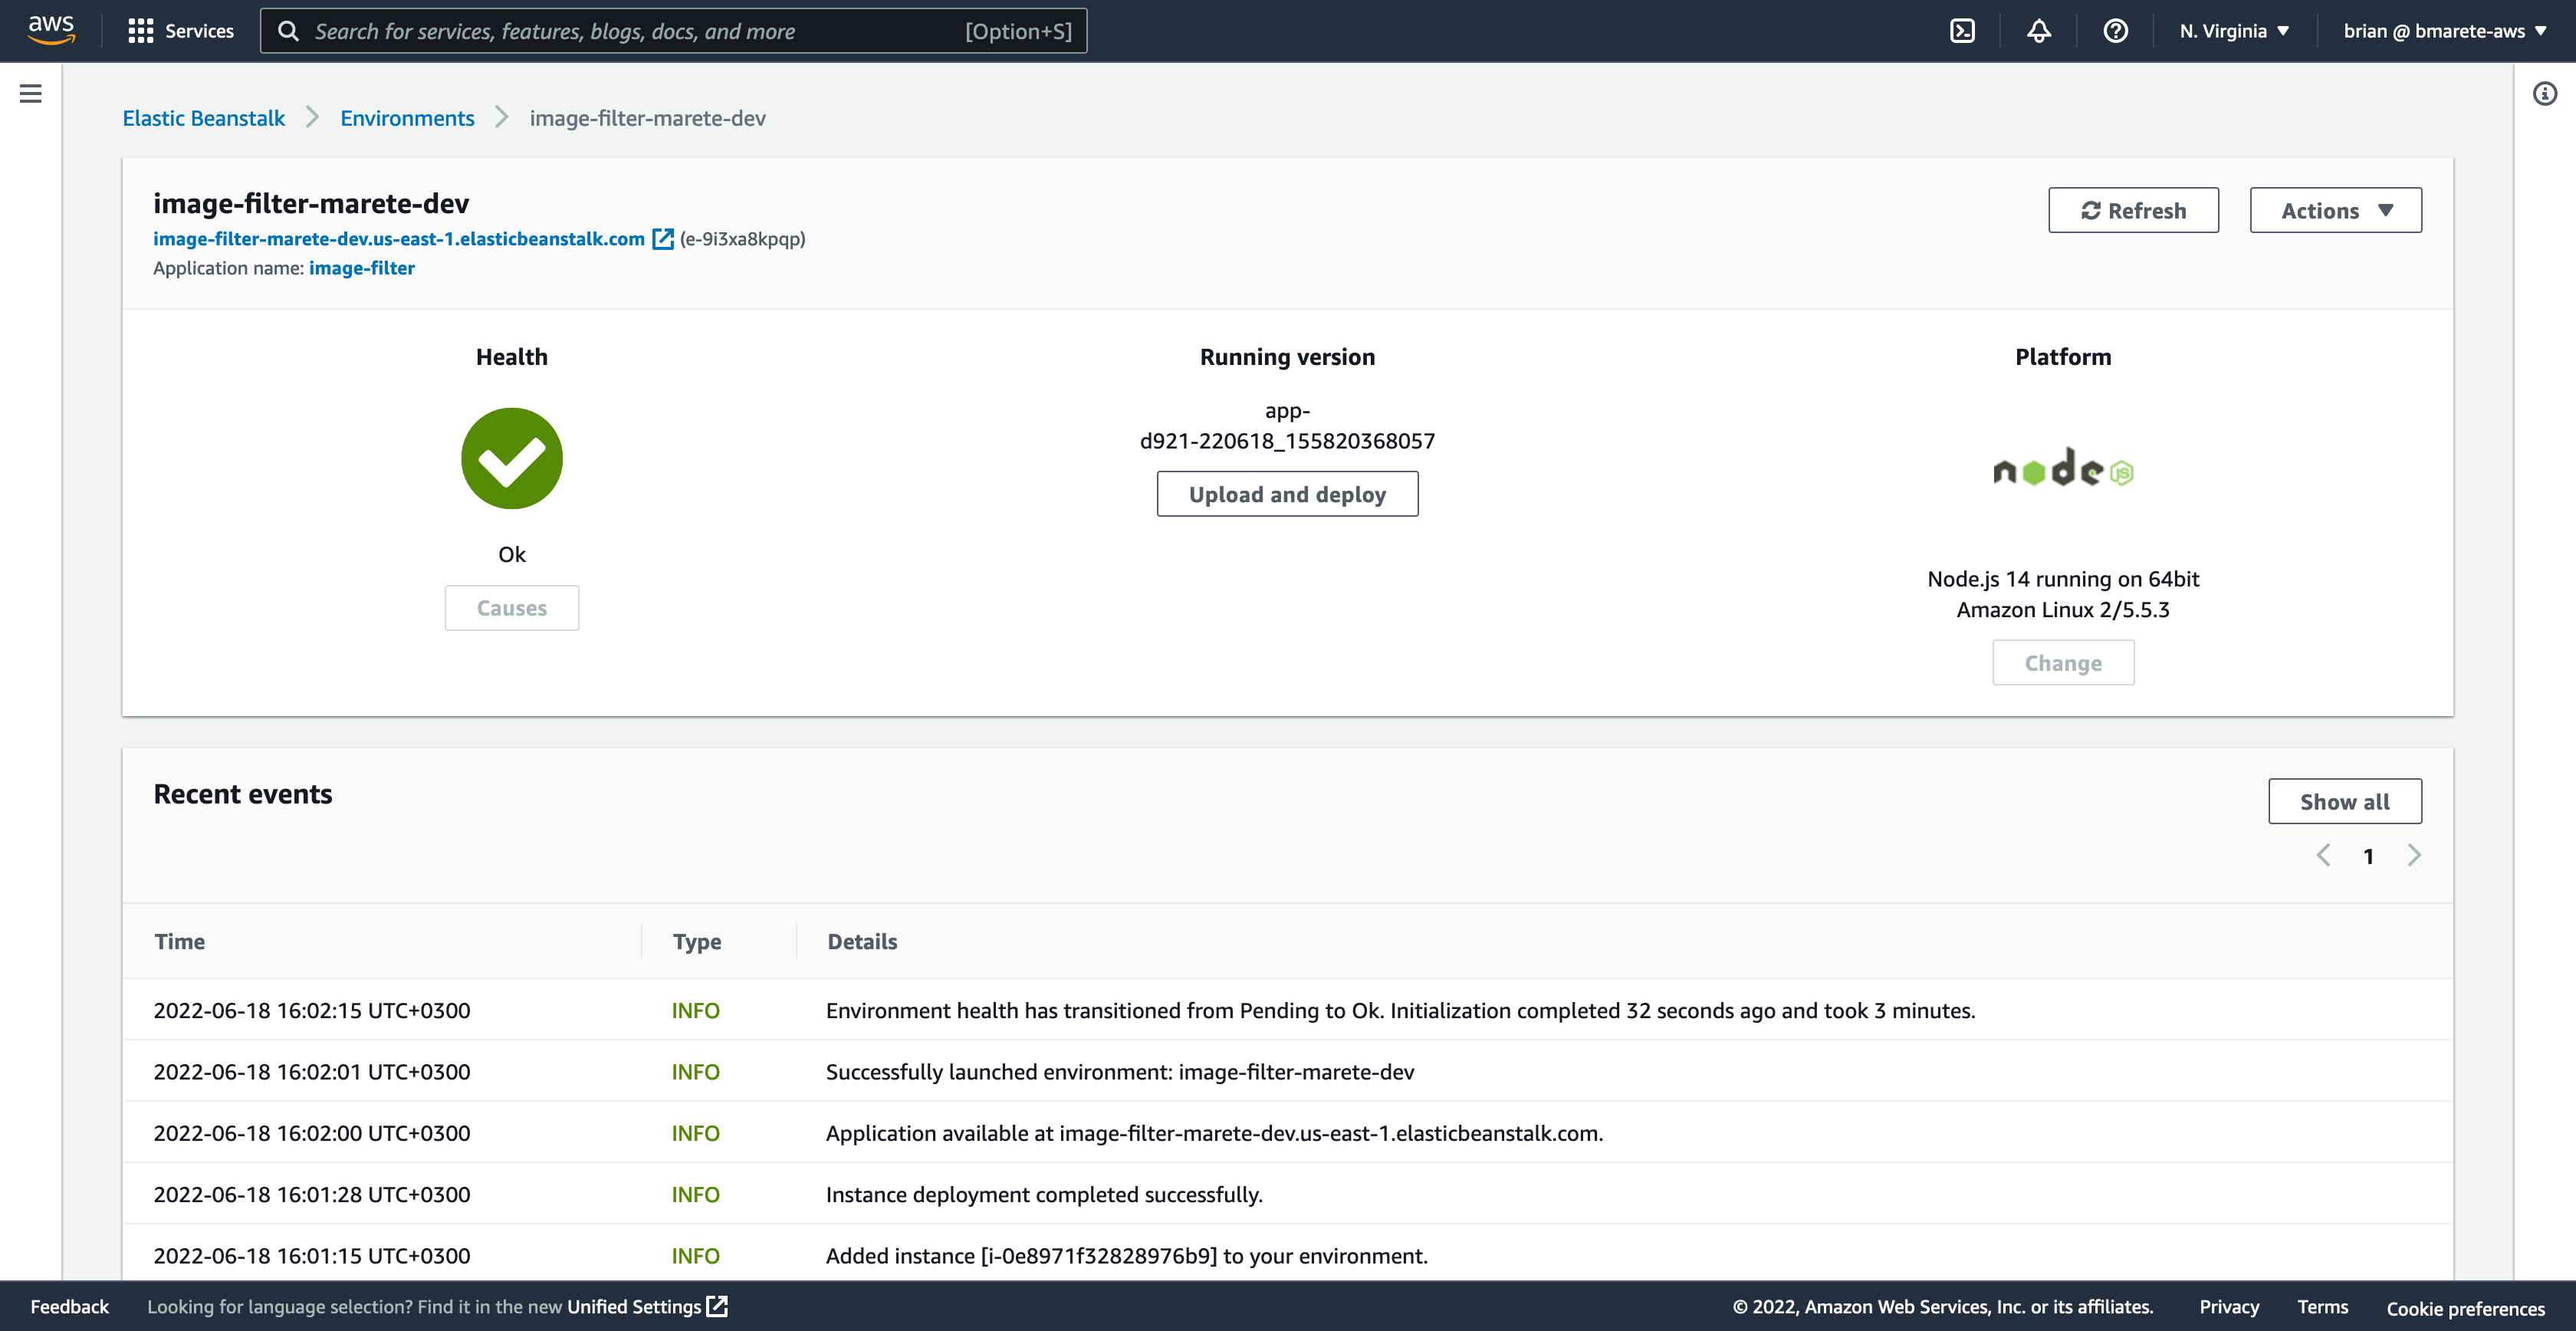 aws Services Search for services, features, blogs, docs, and more [Option+S] N. Virginia brian @ bmarete-aws
Elastic Beanstalk Environments image-filter-marete-dev
image-filter-marete-dev
Refresh Actions
image-filter-marete-dev.us-east-1.elasticbeanstalk.com (e-9i3xa8kpqp)
Application name: image-filter
Health
Ok
Causes
Running version
app-
d921-220618_155820368057
Upload and deploy
Platform
node JS
Node.js 14 running on 64bit
Amazon Linux 2/5.5.3
Change
Recent events
Show all
1
Time Type Details
2022-06-18 16:02:15 UTC+0300 INFO Environment health has transitioned from Pending to Ok. Initialization completed 32 seconds ago and took 3 minutes.
2022-06-18 16:02:01 UTC+0300 INFO Successfully launched environment: image-filter-marete-dev
2022-06-18 16:02:00 UTC+0300 INFO Application available at image-filter-marete-dev.us-east-1.elasticbeanstalk.com.
2022-06-18 16:01:28 UTC+0300 INFO Instance deployment completed successfully.
2022-06-18 16:01:15 UTC+0300 INFO Added instance [i-0e8971f32828976b9] to your environment.
Feedback Looking for language selection? Find it in the new Unified Settings © 2022, Amazon Web Services, Inc. or its affiliates. Privacy Terms Cookie preferences